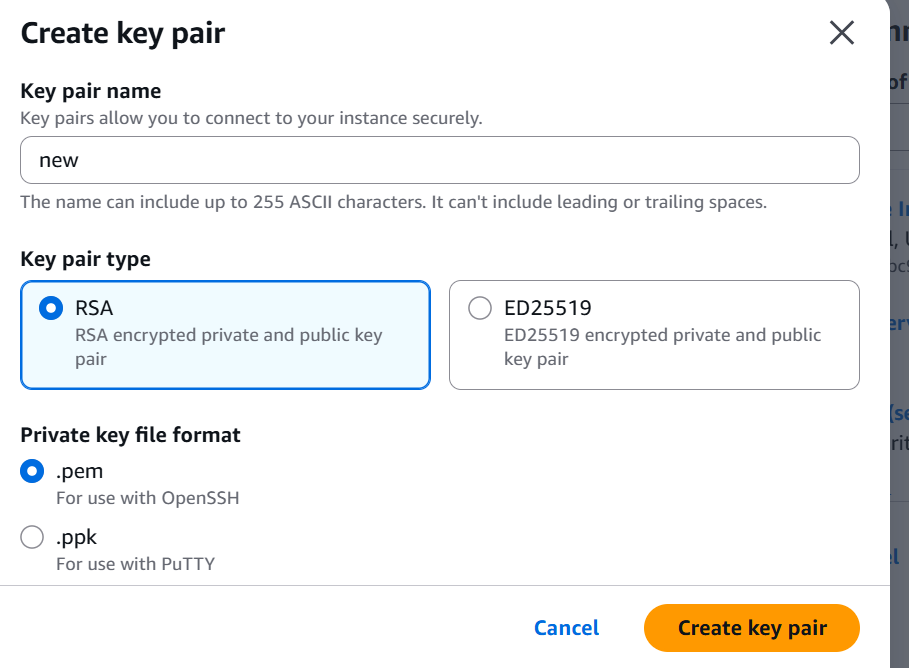 Create key pair
Key pair name
Key pairs allow you to connect to your instance securely.
new
The name can include up to 255 ASCII characters. It can't include leading or trailing spaces.
Key pair type
RSA
RSA encrypted private and public key
pair
ED25519
ED25519 encrypted private and public
key pair
Private key file format
.pem
For use with OpenSSH
.ppk
For use with PuTTY
Cancel
Create key pair